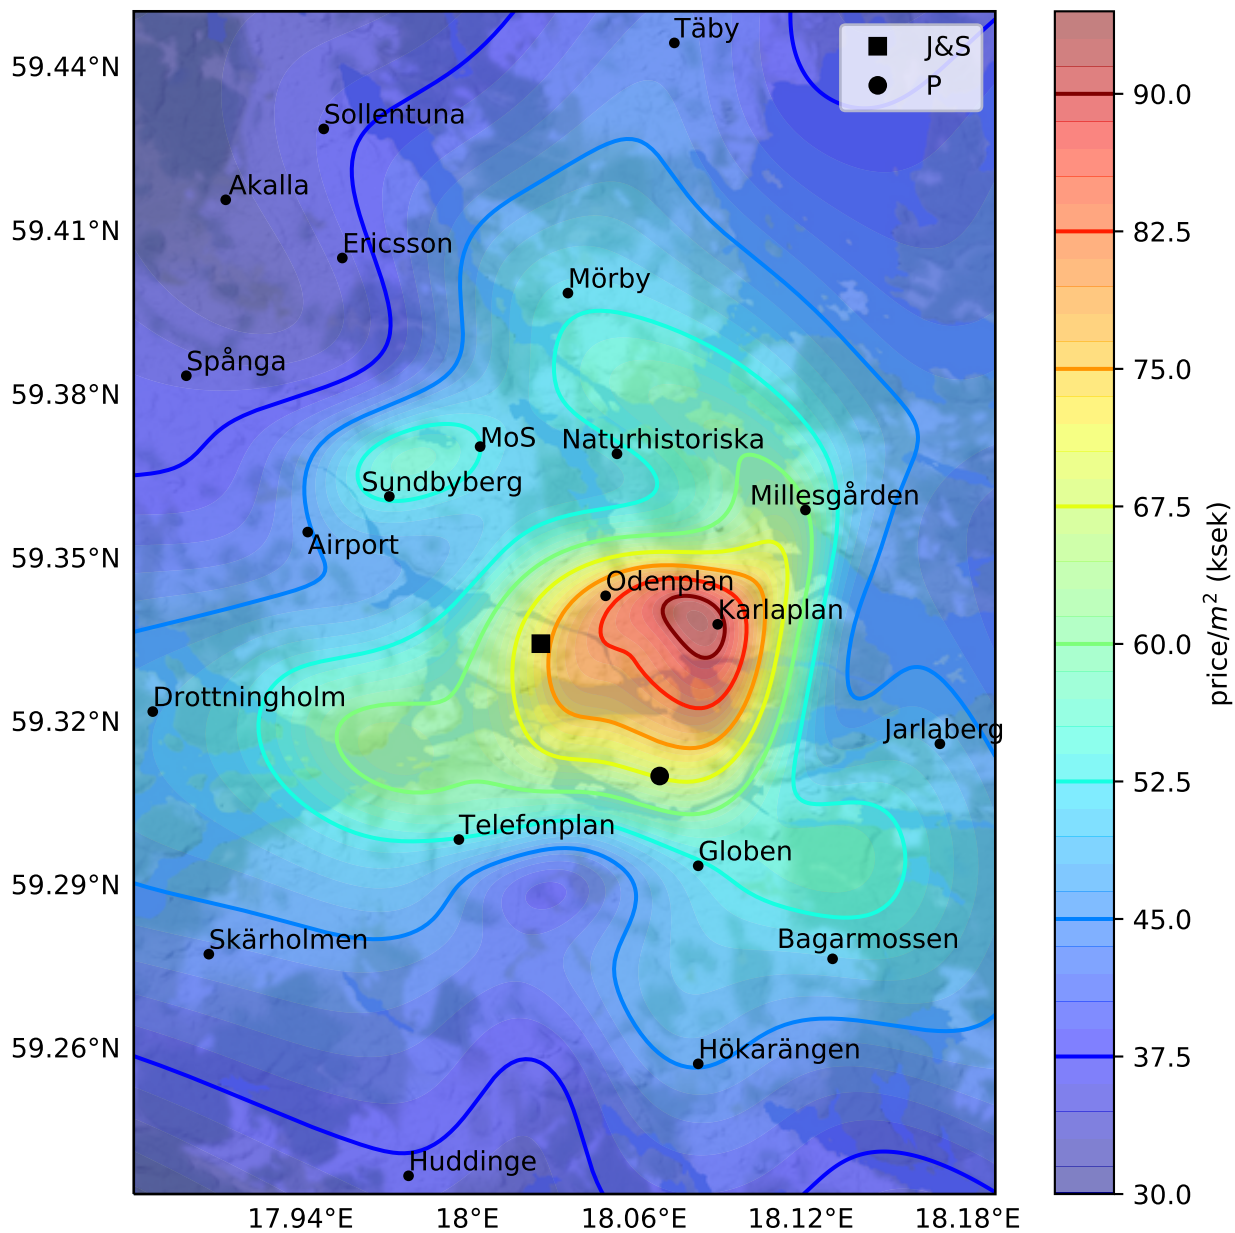 59.44°N
59.41°N
59.38°N
59.35°N
59.32°N
59.29°N
59.26°N
Täby
J&S
P
Sollentuna
Akalla
Ericsson
Mörby
Spånga
MoS
Naturhistoriska
Sundbyberg
Millesgården
Airport
Odenplan
Karlaplan
Drottningholm
Jarlaberg
Telefonplan
Globen
Skärholmen
Bagarmossen
Hökarängen
Huddinge
17.94°E
18°E
18.06°E
18.12°E
18.18°E
90.0
82.5
75.0
67.5
60.0
52.5
45.0
37.5
30.0
price/m² (ksek)